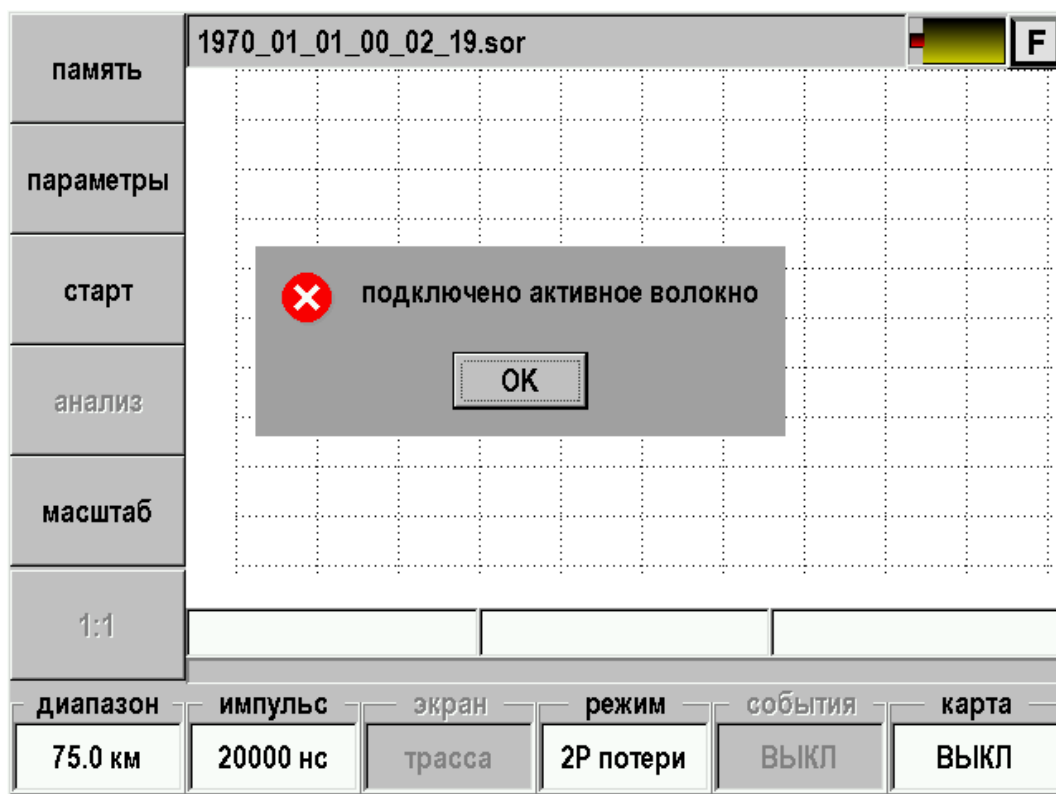 память
1970_01_01_00_02_19.sor
F
параметры
старт
подключено активное волокно
OK
анализ
масштаб
1:1
диапазон импульс экран режим события карта
75.0 км 20000 нс трасса 2P потери ВЫКЛ ВЫКЛ